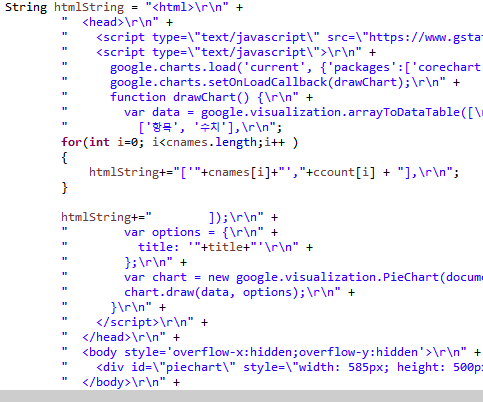 String htmlString = "<html>\r\n" +
"  <head>\r\n" +
"    <script type=\"text/javascript\" src=\"https://www.gsta
"    <script type=\"text/javascript\">\r\n" +
"      google.charts.load('current', {'packages':['corechart
"      google.charts.setOnLoadCallback(drawChart);\r\n" +
"      function drawChart() {\r\n" +
"        var data = google.visualization.arrayToDataTable([\
"          ['항목', '수치'],\r\n";
for(int i=0; i<cnames.length;i++ )
{
    htmlString+="['"+cnames[i]+"',"+ccount[i] + "],\r\n";
}
htmlString+="        ]);\r\n" +
"        var options = {\r\n" +
"          title: '"+title+"'\r\n" +
"        };\r\n" +
"        var chart = new google.visualization.PieChart(docume
"        chart.draw(data, options);\r\n" +
"      }\r\n" +
"    </script>\r\n" +
"  </head>\r\n" +
"  <body style='overflow-x:hidden;overflow-y:hidden'>\r\n" +
"    <div id=\"piechart\" style=\"width: 585px; height: 500p
"  </body>\r\n" +